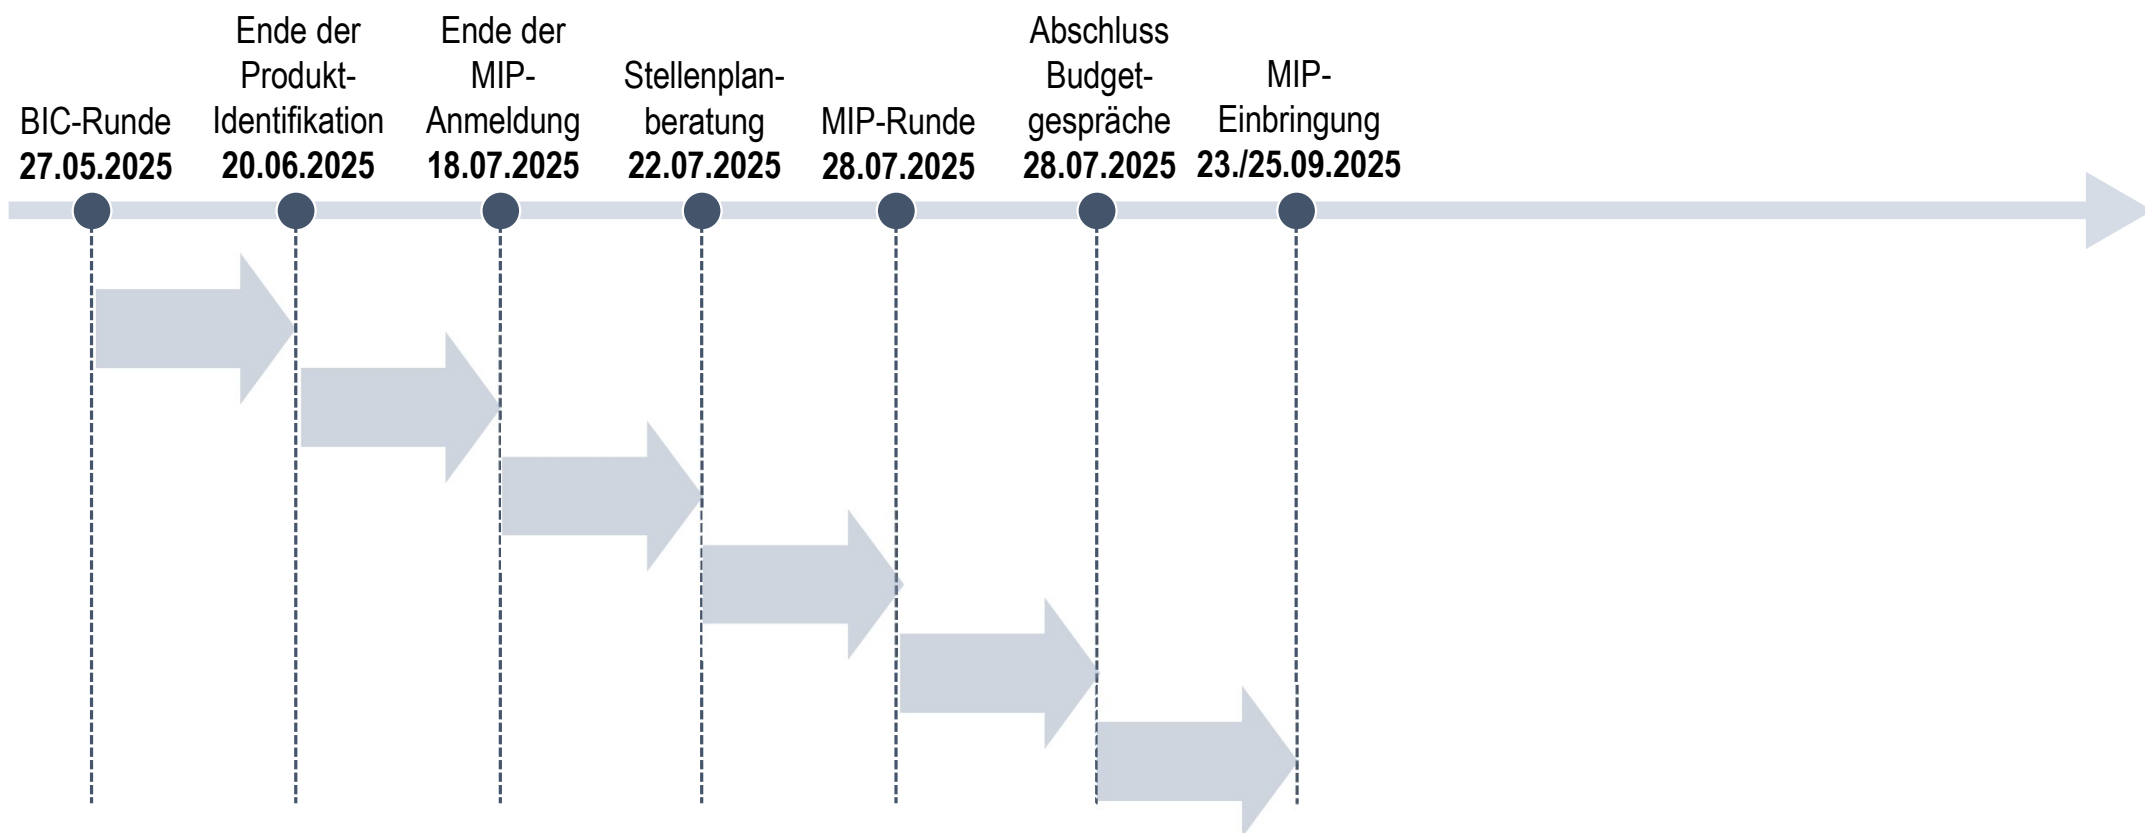 BIC-Runde
27.05.2025
Ende der
Produkt-
Identifikation
20.06.2025
Ende der
MIP-
Anmeldung
18.07.2025
Stellenplan-
beratung
22.07.2025
MIP-Runde
28.07.2025
Abschluss
Budget-
gespräche
28.07.2025
MIP-
Einbringung
23./25.09.2025